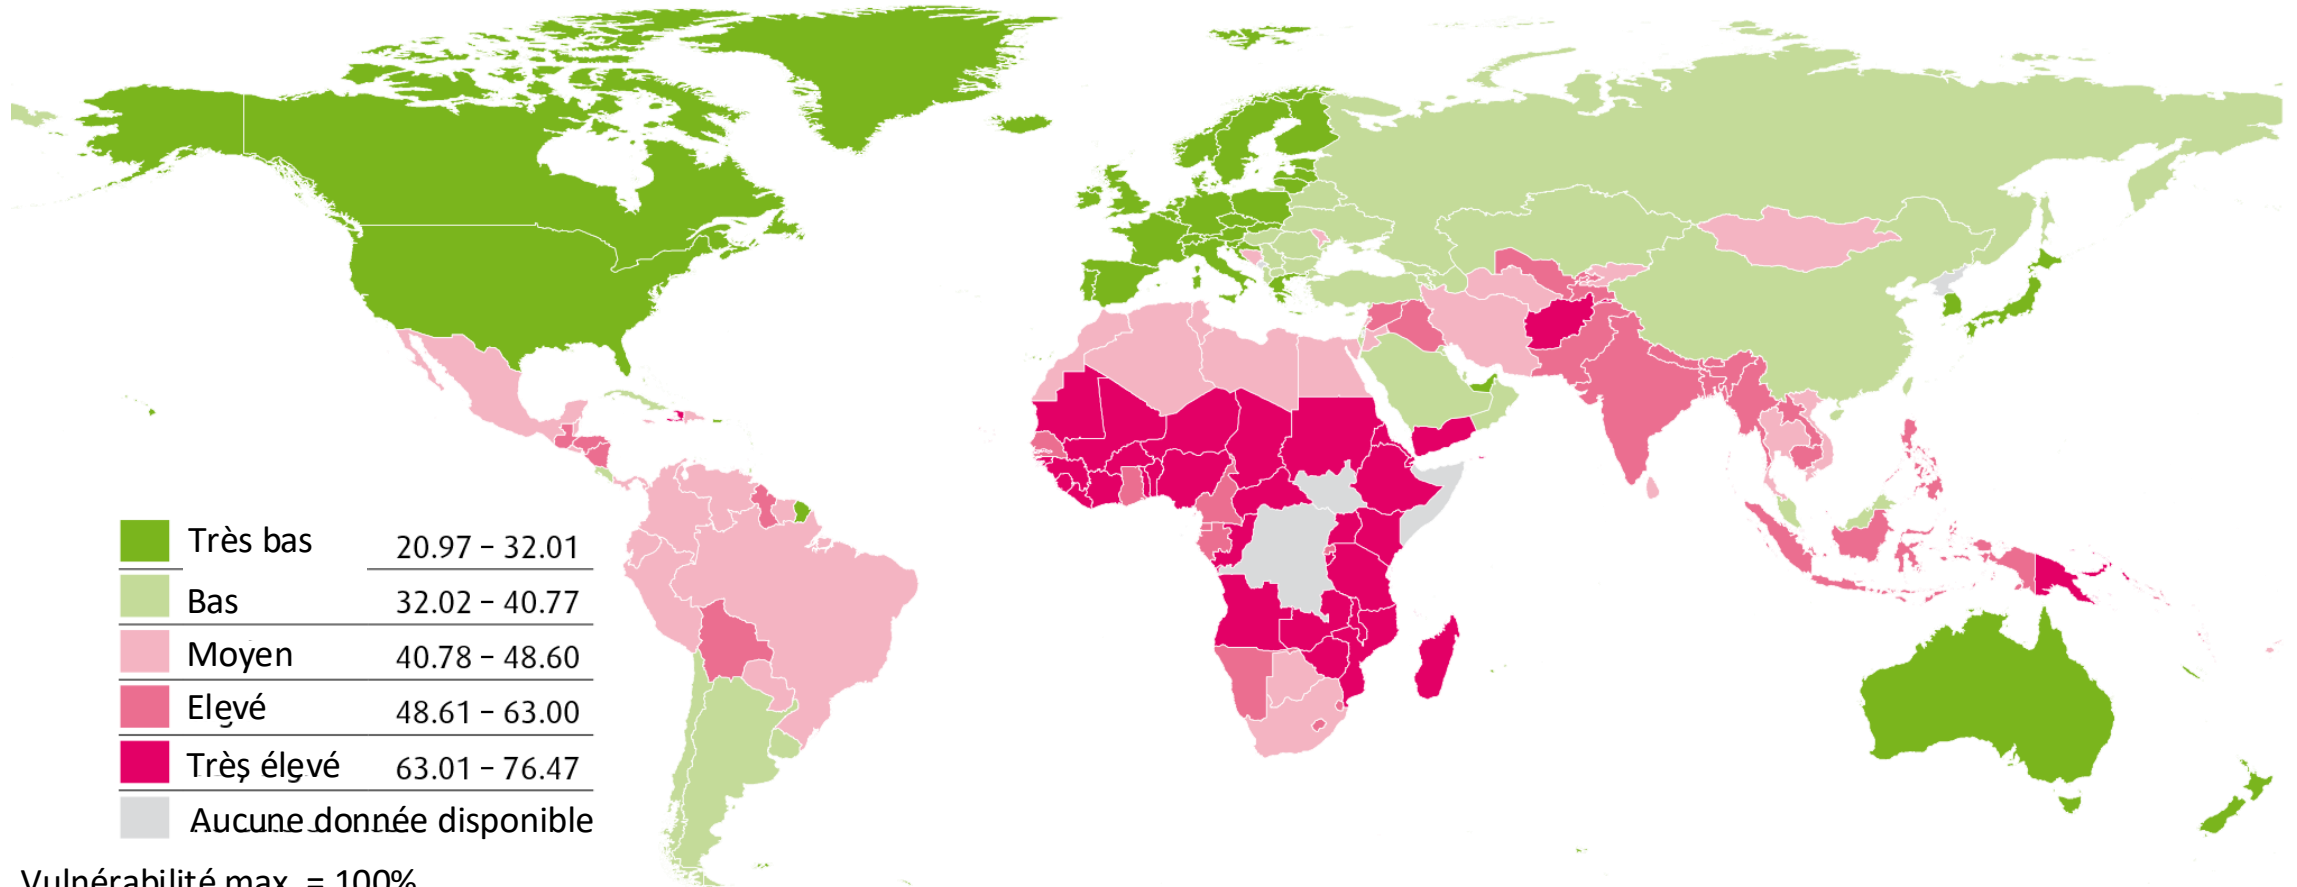 Très bas 20.97 – 32.01
Bas 32.02 – 40.77
Moyen 40.78 – 48.60
Elevé 48.61 – 63.00
Très élevé 63.01 – 76.47
Aucune donnée disponible
Vulnérabilité max. = 100%